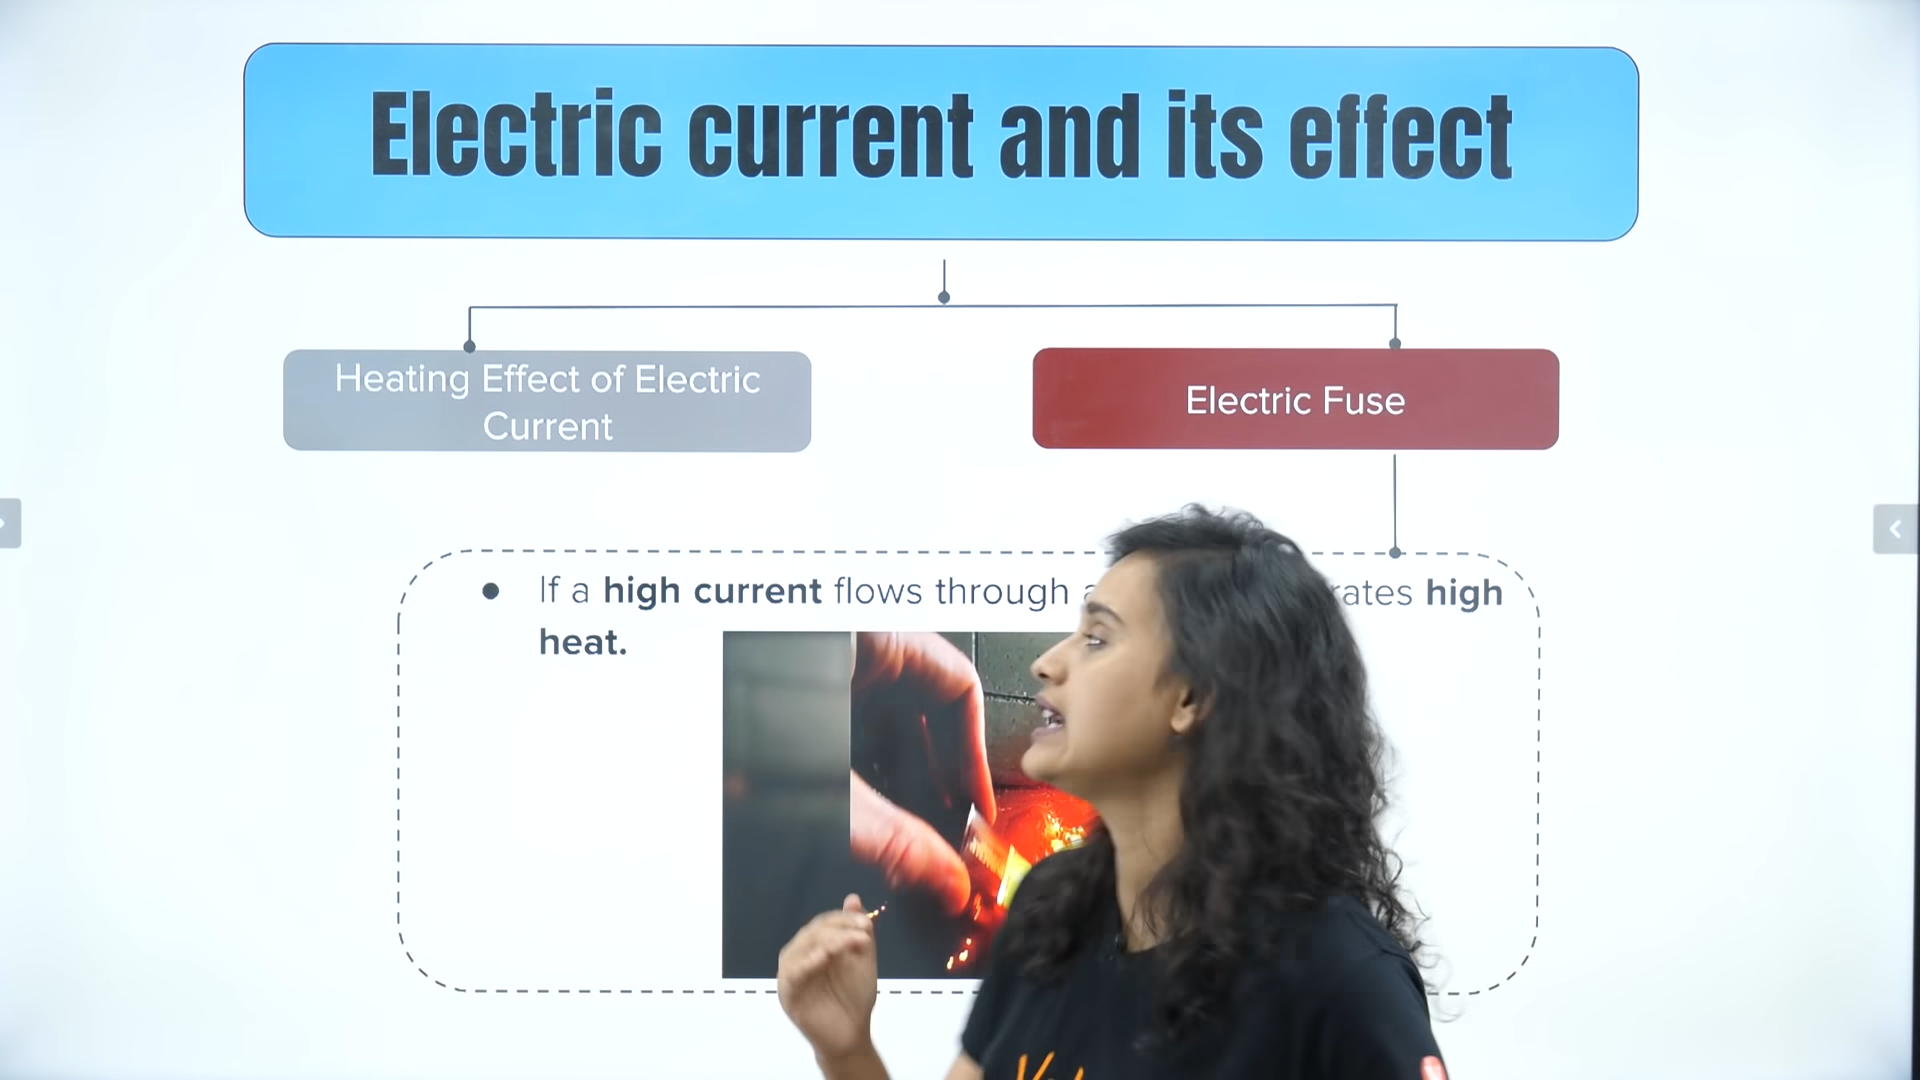 Electric current and its effect
Heating Effect of Electric
Current
Electric Fuse
If a high current flows through rates high
heat.